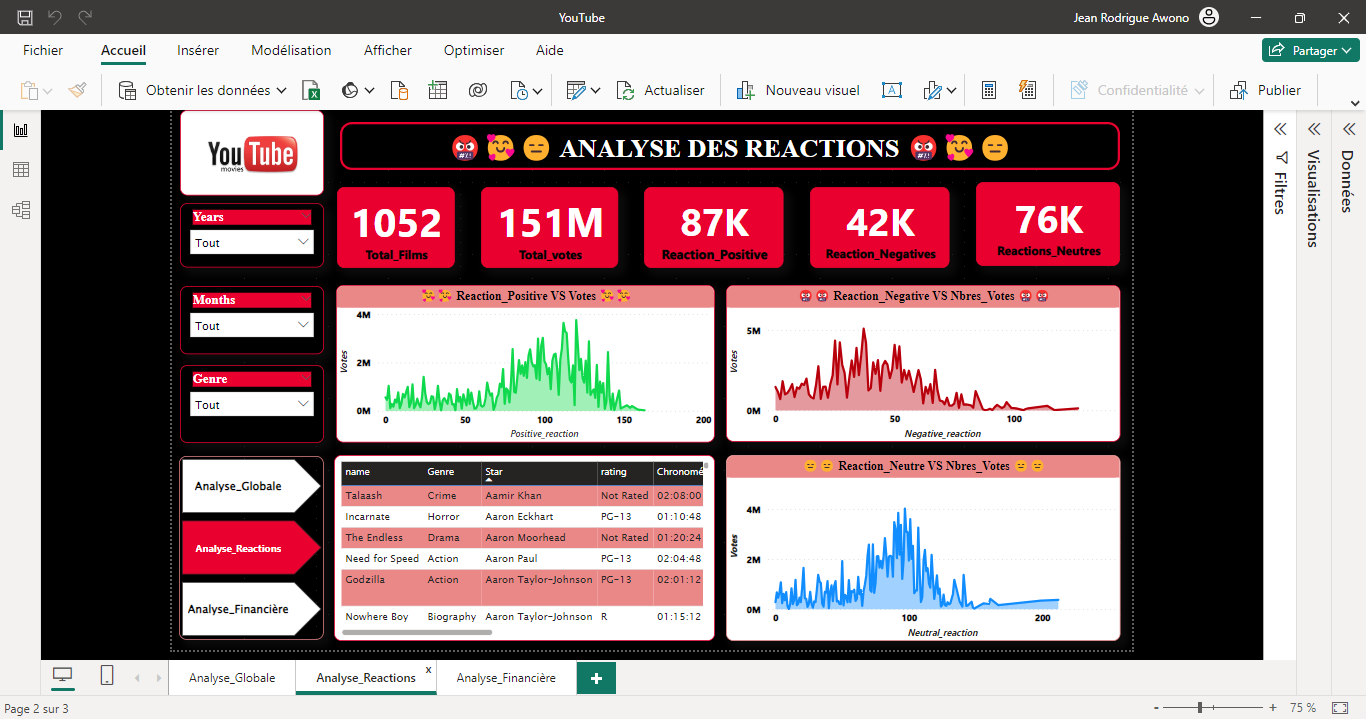 YouTube
Jean Rodrigue Awono
Fichier Accueil Insérer Modélisation Afficher Optimiser Aide
Partager
Obtenir les données Actualiser Nouveau visuel Confidentialité Publier
YouTube
movies
ANALYSE DES REACTIONS
Years
Tout
1052
Total_Films
151M
Total_votes
87K
Reaction_Positive
42K
Reaction_Negatives
76K
Reactions_Neutres
Months
Tout
Genre
Tout
Reaction_Positive VS Votes
4M
2M
0M
Votes
0 50 100 150 200
Positive_reaction
Reaction_Negative VS Nbres_Votes
5M
0M
Votes
0 50 100
Negative_reaction
Analyse_Globale
Analyse_Reactions
Analyse_Financière
name Genre Star rating Chronomé
Talaash Crime Aamir Khan Not Rated 02:08:00
Incarnate Horror Aaron Eckhart PG-13 01:10:48
The Endless Drama Aaron Moorhead Not Rated 01:20:24
Need for Speed Action Aaron Paul PG-13 02:04:48
Godzilla Action Aaron Taylor-Johnson PG-13 02:01:12
Nowhere Boy Biography Aaron Taylor-Johnson R 01:15:12
Reaction_Neutre VS Nbres_Votes
4M
2M
0M
Votes
0 100 200
Neutral_reaction
Filtres
Visualisations
Données
Analyse_Globale Analyse_Reactions x Analyse_Financière +
Page 2 sur 3
- + 75 %